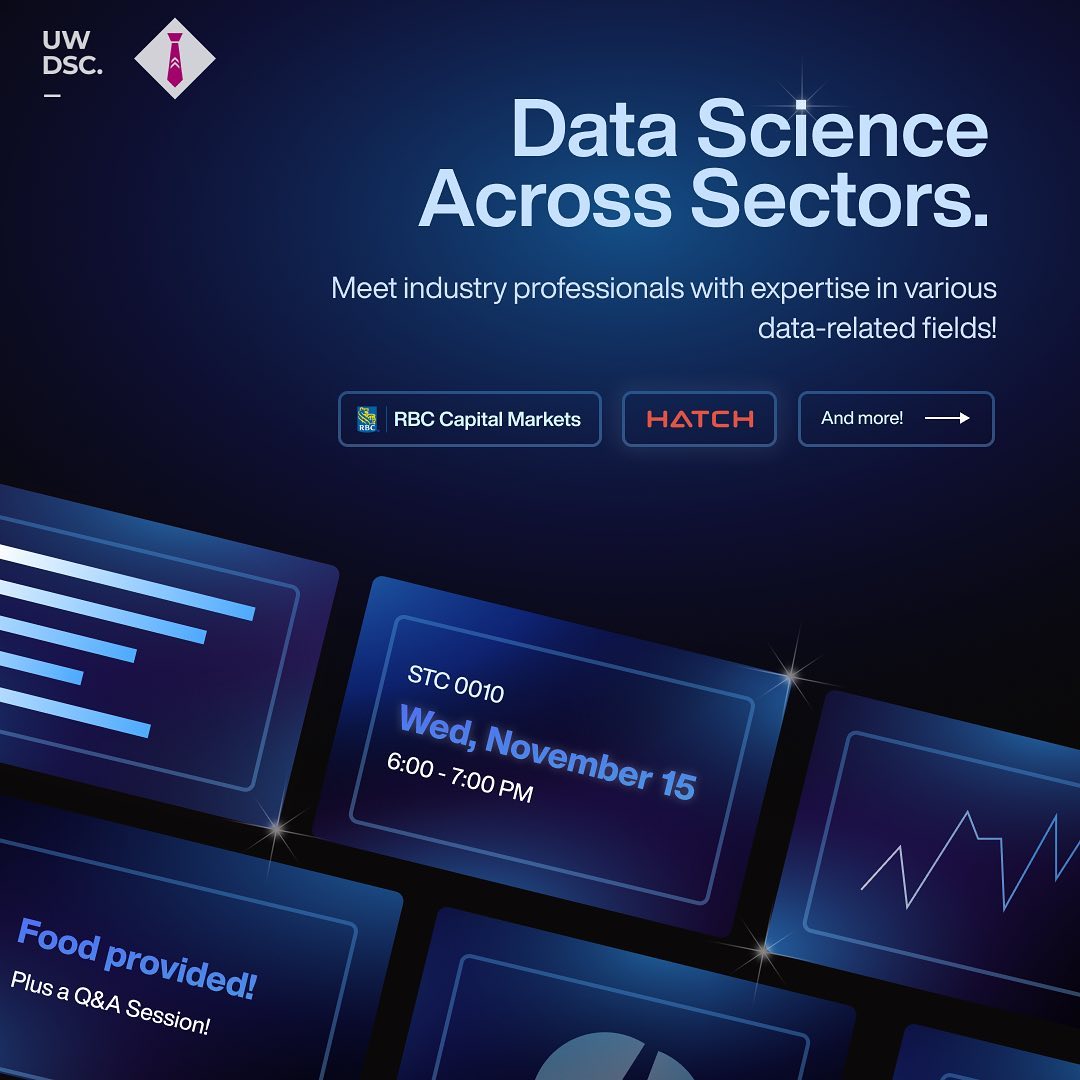 UW
DSC.
Data Science
Across Sectors.
Meet industry professionals with expertise in various
data-related fields!
RBC
RBC Capital Markets
HATCH
And more!
STC 0010
Wed, November 15
6:00 - 7:00 PM
Food provided!
Plus a Q&A Session!